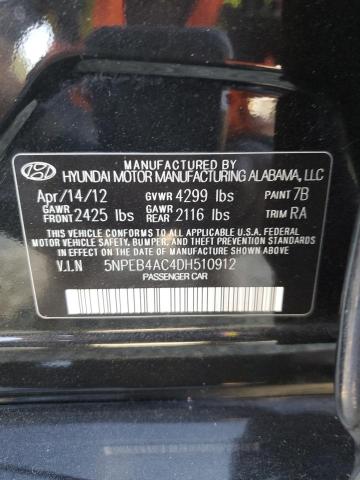 MANUFACTURED BY
HYUNDAI MOTOR MANUFACTURING ALABAMA, LLC
Apr/14/12 GVWR 4299 lbs PAINT 7B
GAWR FRONT 2425 lbs GAWR REAR 2116 lbs TRIM RA
THIS VEHICLE CONFORMS TO ALL APPLICABLE FEDERAL
MOTOR VEHICLE SAFETY, BUMPER, AND THEFT PREVENTION
STANDARDS IN EFFECT ON THE DATE OF MANUFACTURE SHOWN ABOVE.
V.I.N 5NPEB4AC4DH510912
PASSENGER CAR